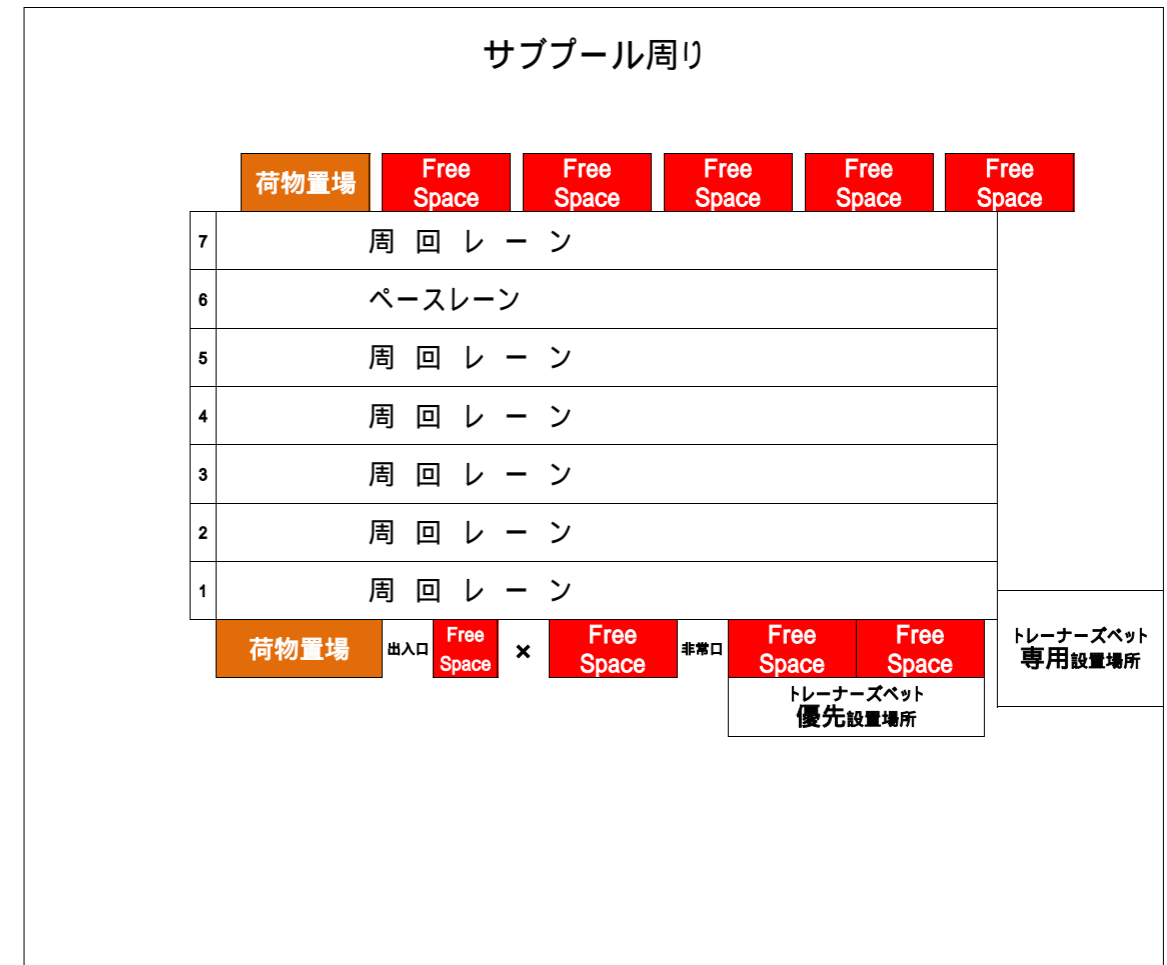 サブプール周り
荷物置場
Free
Space
Free
Space
Free
Space
Free
Space
Free
Space
7
周回レーン
6
ペースレーン
5
周回レーン
4
周回レーン
3
周回レーン
2
周回レーン
1
周回レーン
荷物置場
出入口
Free
Space
×
Free
Space
非常口
Free
Space
Free
Space
トレーナーズベット
専用設置場所
トレーナーズベット
優先設置場所